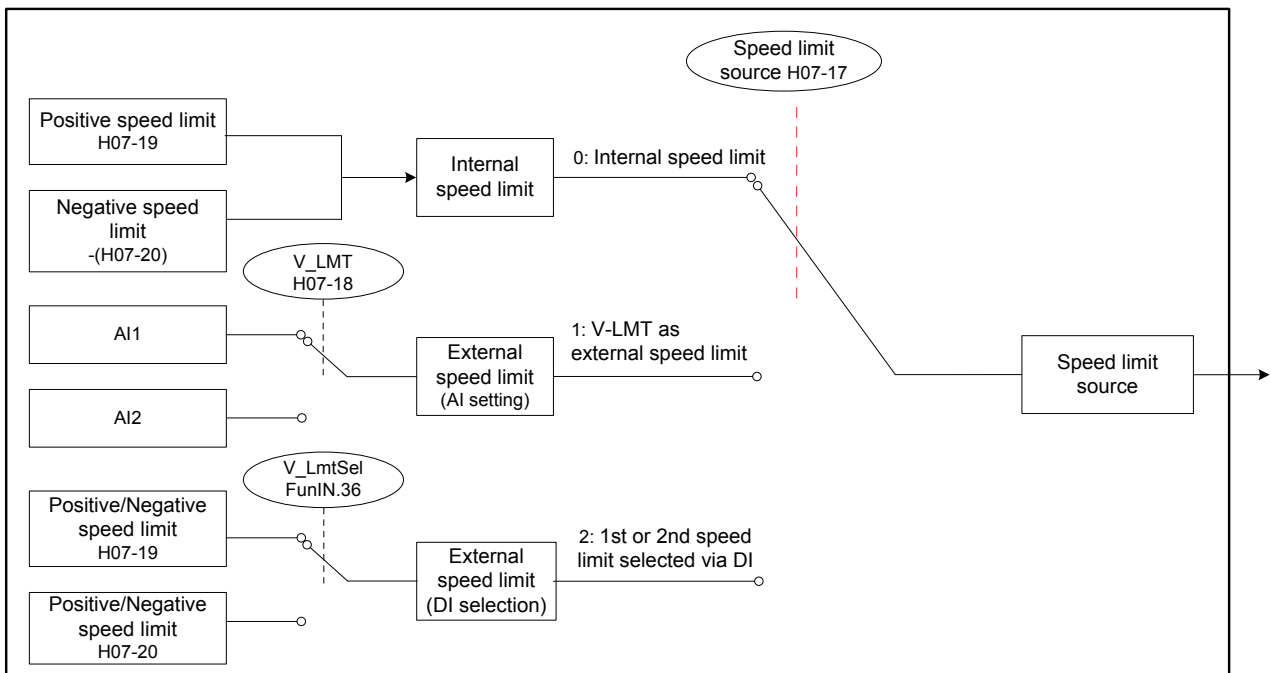 Speed limit
source H07-17
Positive speed limit
H07-19
Internal
speed limit
0: Internal speed limit
Negative speed
limit
-(H07-20)
V_LMT
H07-18
AI1
External
speed limit
(AI setting)
1: V-LMT as
external speed limit
Speed limit
source
AI2
V_LmtSel
FunIN.36
Positive/Negative
speed limit
H07-19
External
speed limit
(DI selection)
2: 1st or 2nd speed
limit selected via DI
Positive/Negative
speed limit
H07-20